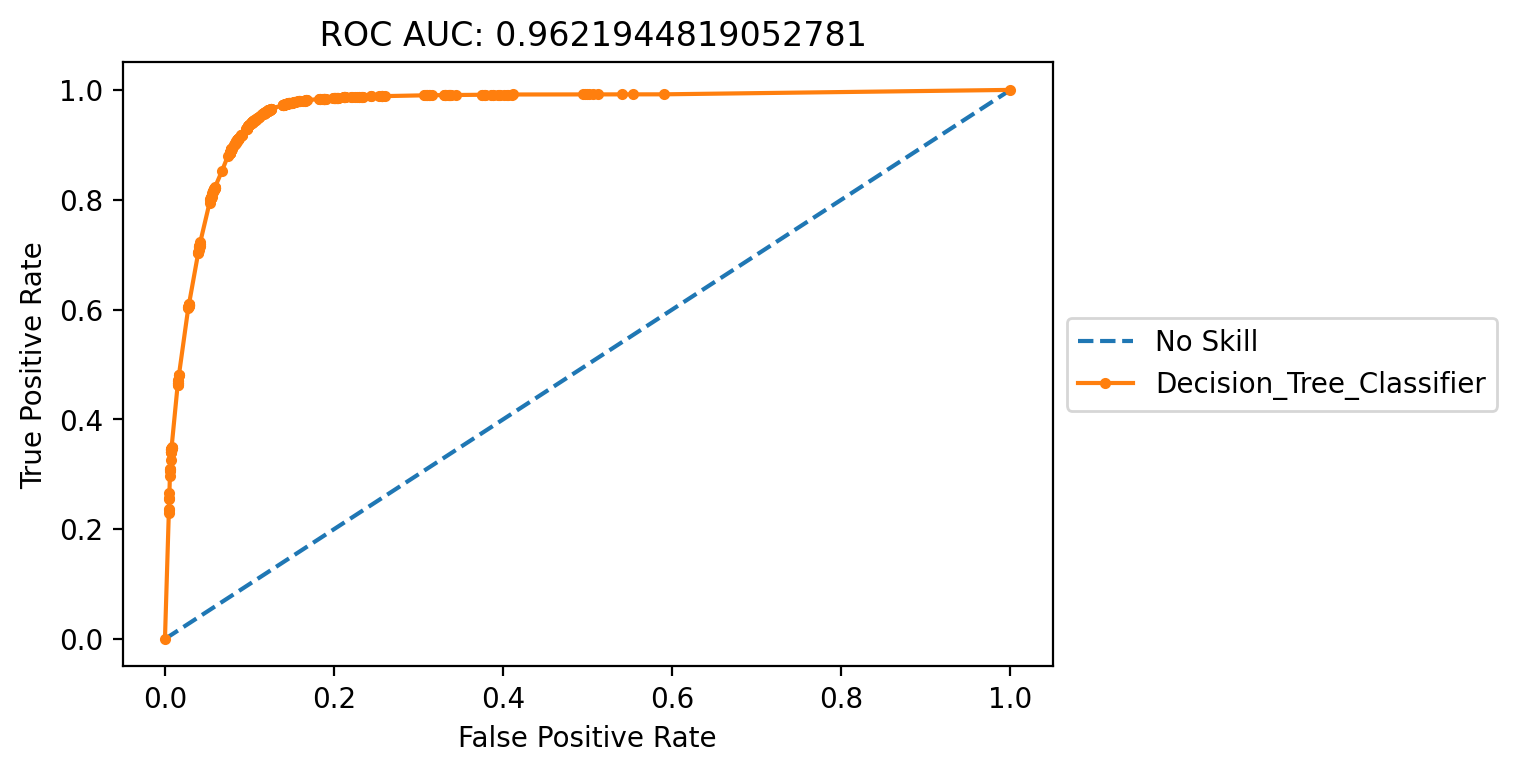 ROC AUC: 0.9621944819052781
1.0
0.8
0.6
0.4
0.2
0.0
True Positive Rate
0.0 0.2 0.4 0.6 0.8 1.0
False Positive Rate
No Skill
Decision_Tree_Classifier